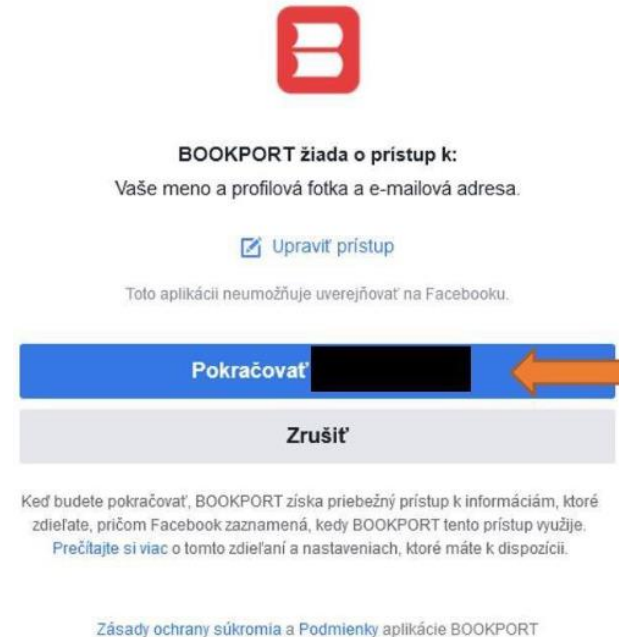 BOOKPORT žiada o prístup k:
Vaše meno a profilová fotka a e-mailová adresa.
Upraviť prístup
Toto aplikácii neumožňuje uverejňovať na Facebooku.
Pokračovať
Zrušiť
Keď budete pokračovať, BOOKPORT získa priebežný prístup k informáciám, ktoré
zdieľate, pričom Facebook zaznamená, kedy BOOKPORT tento prístup využije.
Prečítajte si viac o tomto zdieľaní a nastaveniach, ktoré máte k dispozícii.
Zásady ochrany súkromia a Podmienky aplikácie BOOKPORT